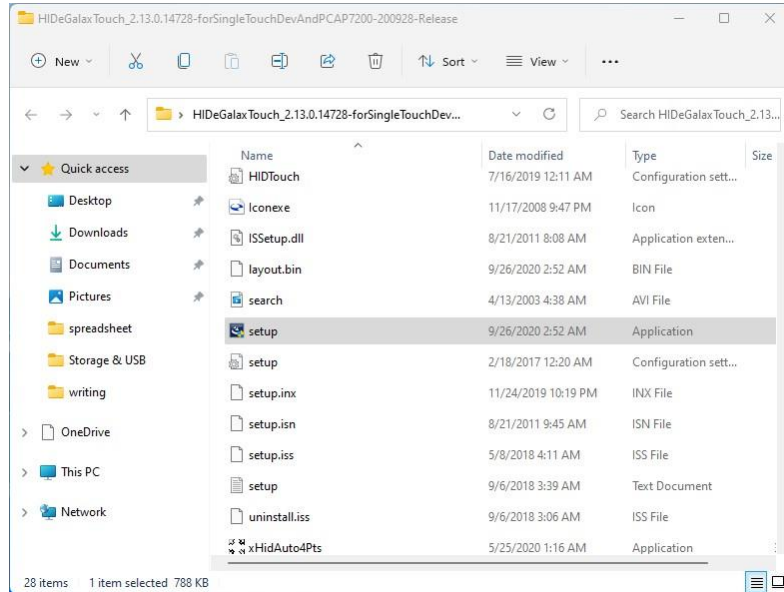 HIDeGalaxTouch_2.13.0.14728-forSingleTouchDevAndPCAP7200-200928-Release
New Sort View ...
HIDeGalaxTouch_2.13.0.14728-forSingleTouchDev... Search HIDeGalaxTouch_2.13...
Name Date modified Type Size
Quick access
Desktop
Downloads
Documents
Pictures
spreadsheet
Storage & USB
writing
OneDrive
This PC
Network
HIDTouch 7/16/2019 12:11 AM Configuration sett...
Iconexe 11/17/2008 9:47 PM Icon
ISSetup.dll 8/21/2011 8:08 AM Application exten...
layout.bin 9/26/2020 2:52 AM BIN File
search 4/13/2003 4:38 AM AVI File
setup 9/26/2020 2:52 AM Application
setup 2/18/2017 12:20 AM Configuration sett...
setup.inx 11/24/2019 10:19 PM INX File
setup.isn 8/21/2011 9:45 AM ISN File
setup.iss 5/8/2018 4:11 AM ISS File
setup 9/6/2018 3:39 AM Text Document
uninstall.iss 9/6/2018 3:06 AM ISS File
xHidAuto4Pts 5/25/2020 1:16 AM Application
28 items 1 item selected 788 KB